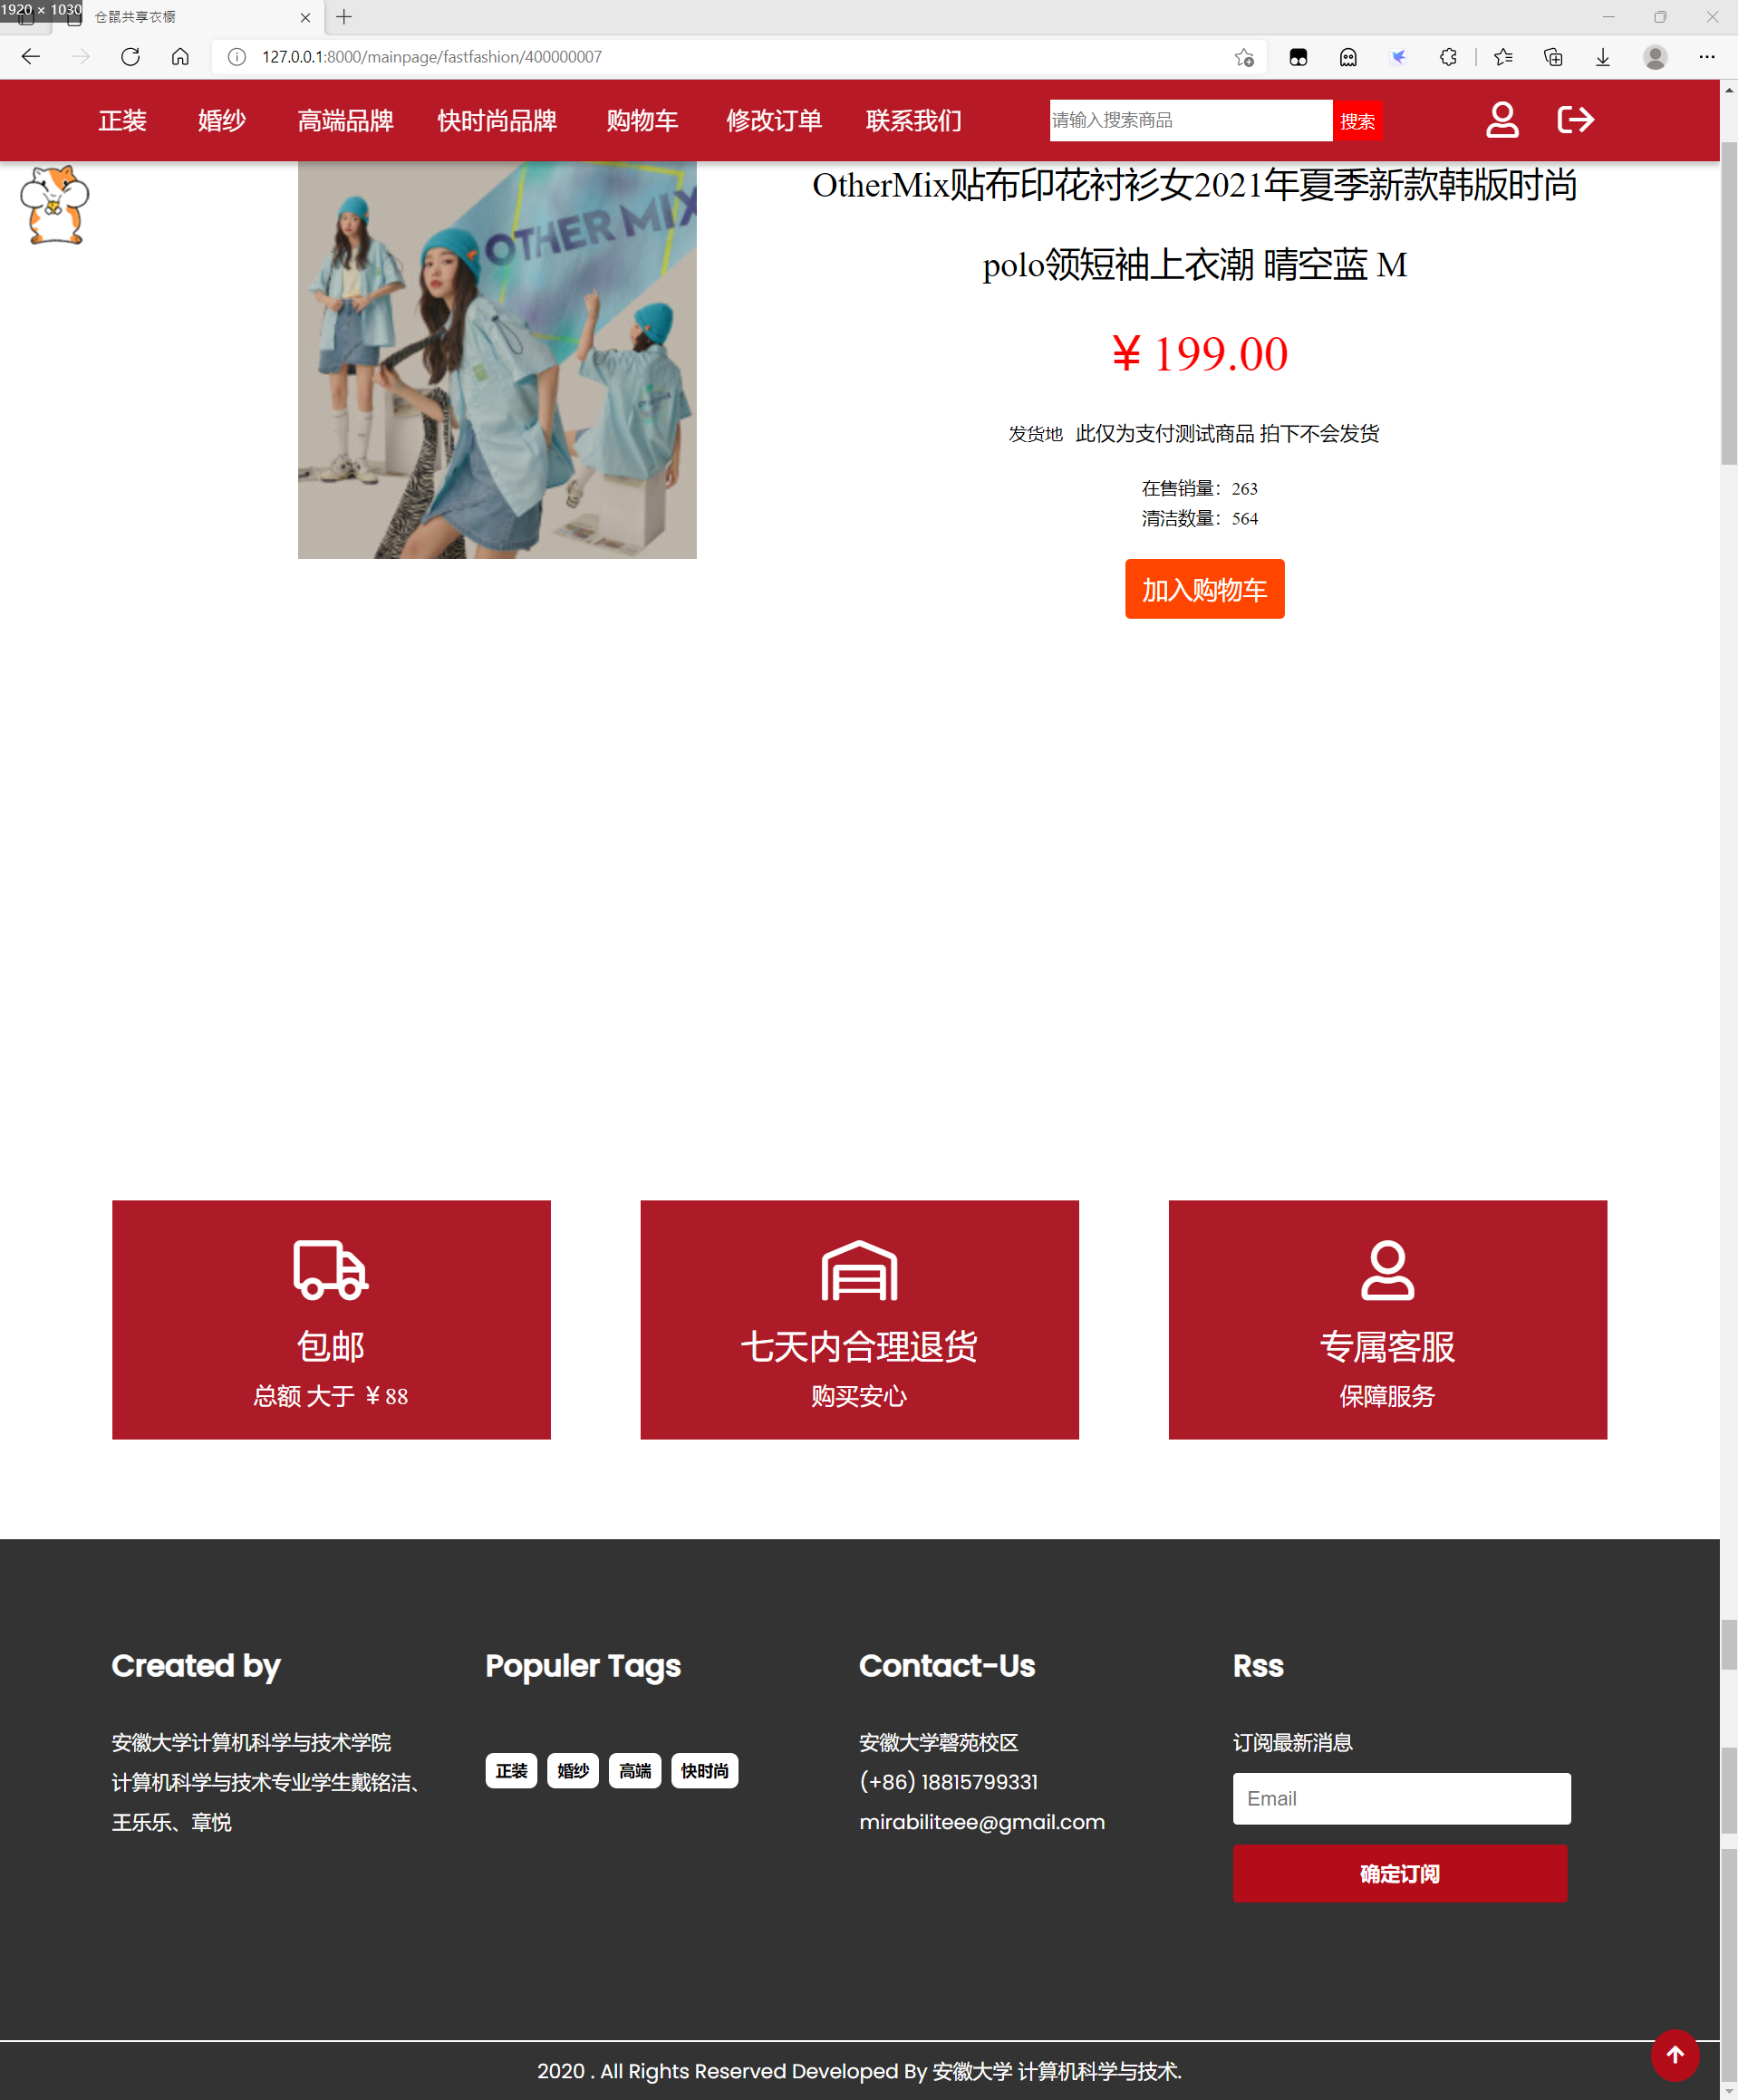 1920 × 1030
仓鼠共享衣橱
127.0.0.1:8000/mainpage/fastfashion/400000007
正装 婚纱 高端品牌 快时尚品牌 购物车 修改订单 联系我们 请输入搜索商品 搜索
OTHER MIX
OtherMix贴布印花衬衫女2021年夏季新款韩版时尚
polo领短袖上衣潮 晴空蓝 M
￥199.00
发货地 此仅为支付测试商品 拍下不会发货
在售销量：263
清洁数量：564
加入购物车
包邮
总额 大于 ￥88
七天内合理退货
购买安心
专属客服
保障服务
Created by
安徽大学计算机科学与技术学院
计算机科学与技术专业学生戴铭洁、
王乐乐、章悦
Populer Tags
正装 婚纱 高端 快时尚
Contact-Us
安徽大学磬苑校区
(+86) 18815799331
mirabiliteee@gmail.com
Rss
订阅最新消息
Email
确定订阅
2020 . All Rights Reserved Developed By 安徽大学 计算机科学与技术.